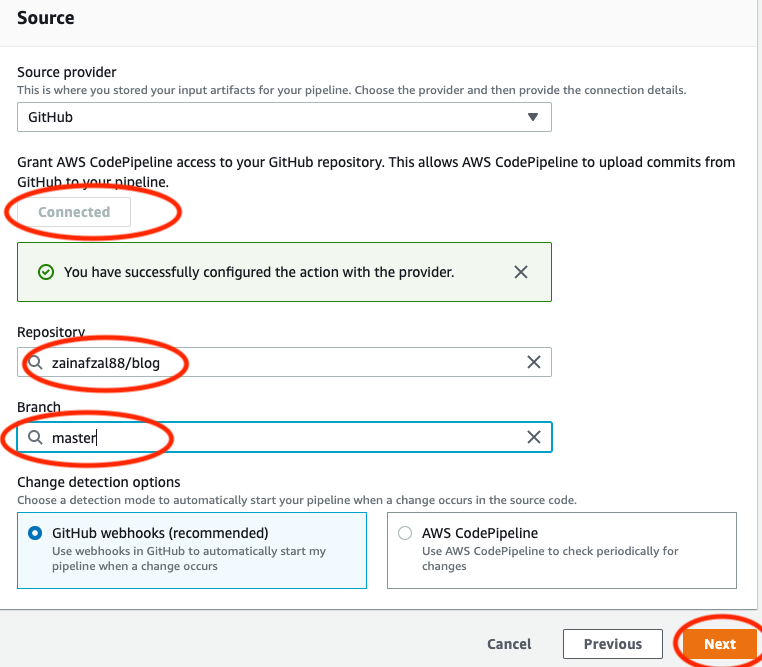 Source
Source provider
This is where you stored your input artifacts for your pipeline. Choose the provider and then provide the connection details.
GitHub
Grant AWS CodePipeline access to your GitHub repository. This allows AWS CodePipeline to upload commits from
GitHub to your pipeline.
Connected
You have successfully configured the action with the provider.
Repository
zainafzal88/blog
Branch
master
Change detection options
Choose a detection mode to automatically start your pipeline when a change occurs in the source code.
GitHub webhooks (recommended)
Use webhooks in GitHub to automatically start my
pipeline when a change occurs
AWS CodePipeline
Use AWS CodePipeline to check periodically for
changes
Cancel
Previous
Next